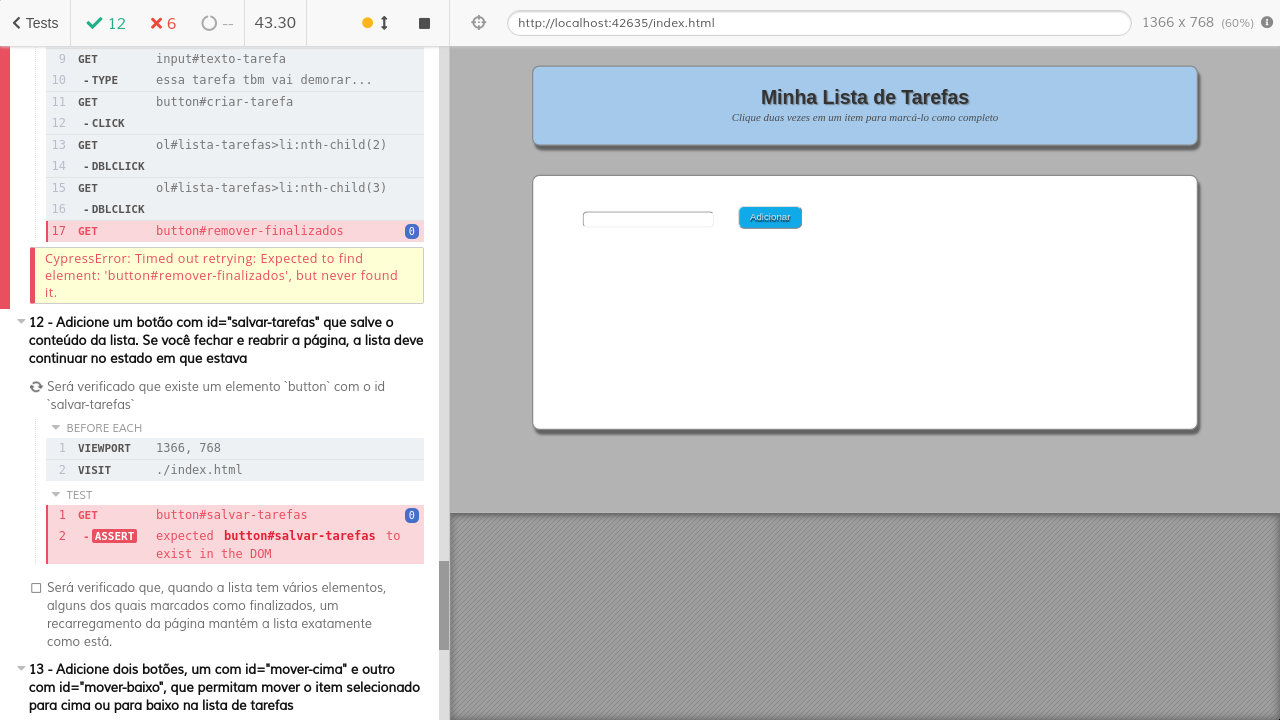 Tests 12 6 -- 43.30
http://localhost:42635/index.html 1366 x 768 (60%)
9 GET input#texto-tarefa
10 - TYPE essa tarefa tbm vai demorar...
11 GET button#criar-tarefa
12 - CLICK
13 GET ol#lista-tarefas>li:nth-child(2)
14 - DBLCLICK
15 GET ol#lista-tarefas>li:nth-child(3)
16 - DBLCLICK
17 GET button#remover-finalizados 0
CypressError: Timed out retrying: Expected to find
element: 'button#remover-finalizados', but never found
it.
12 - Adicione um botão com id="salvar-tarefas" que salve o
conteúdo da lista. Se você fechar e reabrir a página, a lista deve
continuar no estado em que estava
Será verificado que existe um elemento `button` com o id
`salvar-tarefas`
BEFORE EACH
1 VIEWPORT 1366, 768
2 VISIT ./index.html
TEST
1 GET button#salvar-tarefas 0
2 - ASSERT expected button#salvar-tarefas to
exist in the DOM
Será verificado que, quando a lista tem vários elementos,
alguns dos quais marcados como finalizados, um
recarregamento da página mantém a lista exatamente
como está.
13 - Adicione dois botões, um com id="mover-cima" e outro
com id="mover-baixo", que permitam mover o item selecionado
para cima ou para baixo na lista de tarefas
Minha Lista de Tarefas
Clique duas vezes em um item para marcá-lo como completo
Adicionar